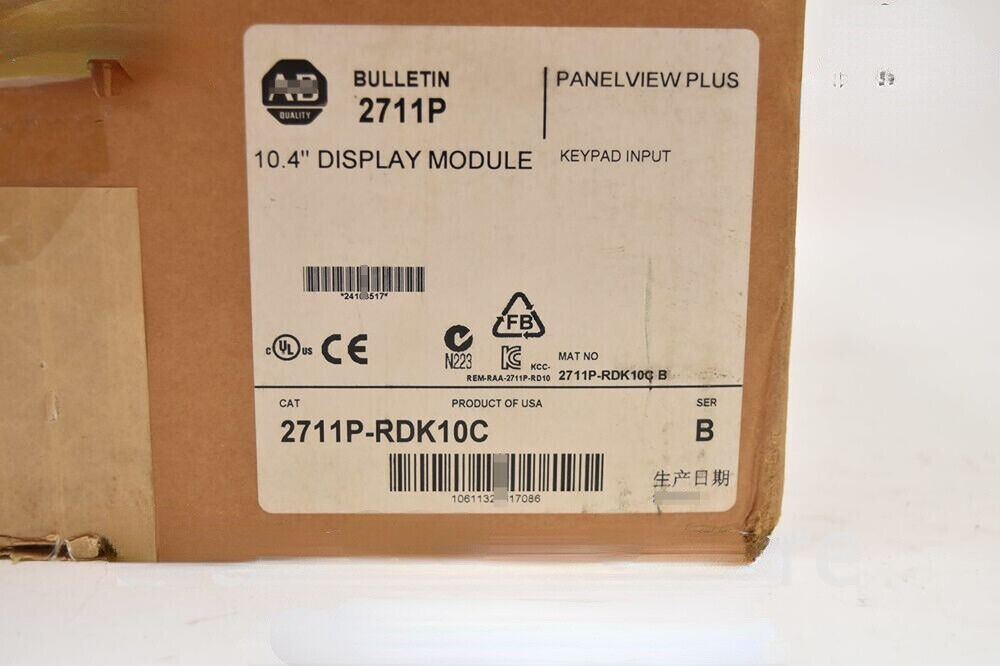 AB
QUALITY
BULLETIN
2711P
PANELVIEW PLUS
10.4" DISPLAY MODULE
KEYPAD INPUT
C UL US
CE
N223
FB
KCC-
REM-RAA-2711P-RD10
MAT NO
2711P-RDK10C B
CAT
PRODUCT OF USA
SER
2711P-RDK10C
B
生产日期
re